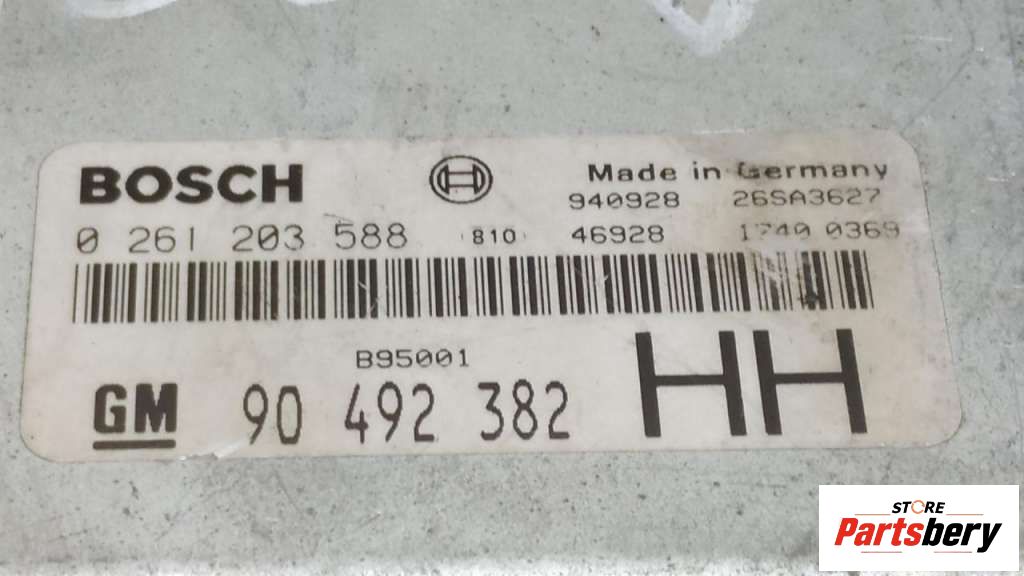 BOSCH
Made in Germany
940928 26SA3627
0 261 203 588 810 46928 1740 0369
B95001
GM 90 492 382 HH
STORE
Partsbery